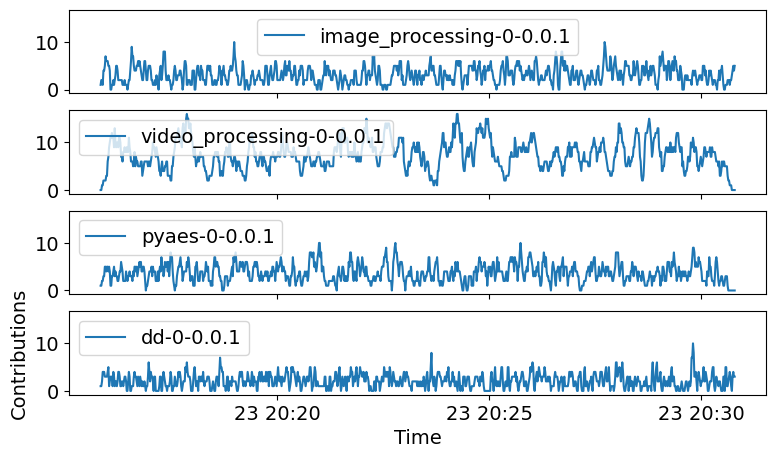 image_processing-0-0.0.1
10
0
video_processing-0-0.0.1
10
0
pyaes-0-0.0.1
10
0
dd-0-0.0.1
10
0
Contributions
23 20:20 23 20:25 23 20:30
Time